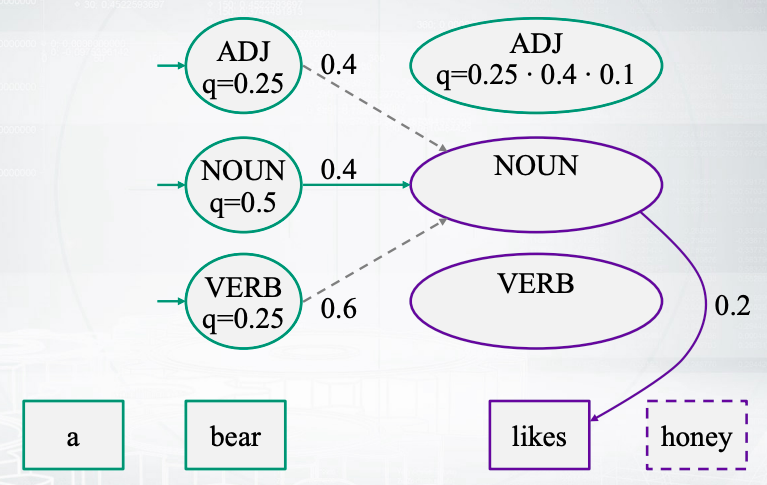 ADJ
q=0.25
0.4
ADJ
q=0.25 · 0.4 · 0.1
NOUN
q=0.5
0.4
NOUN
VERB
q=0.25
0.6
VERB
0.2
a
bear
likes
honey